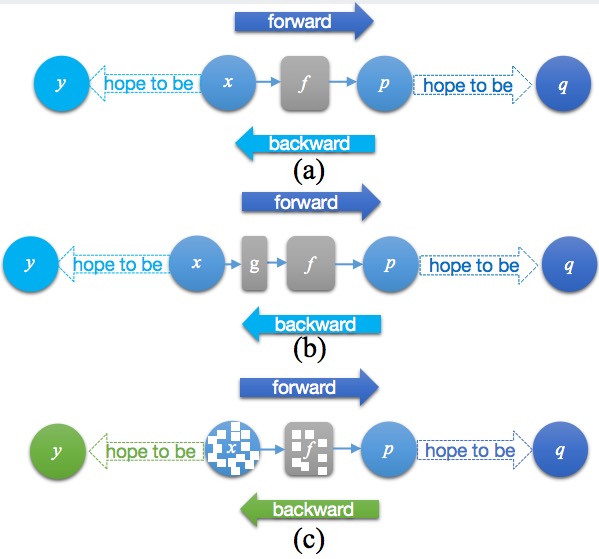 forward
y hope to be x f p hope to be q
backward
(a)
forward
y hope to be x g f p hope to be q
backward
(b)
forward
y hope to be x f p hope to be q
backward
(c)